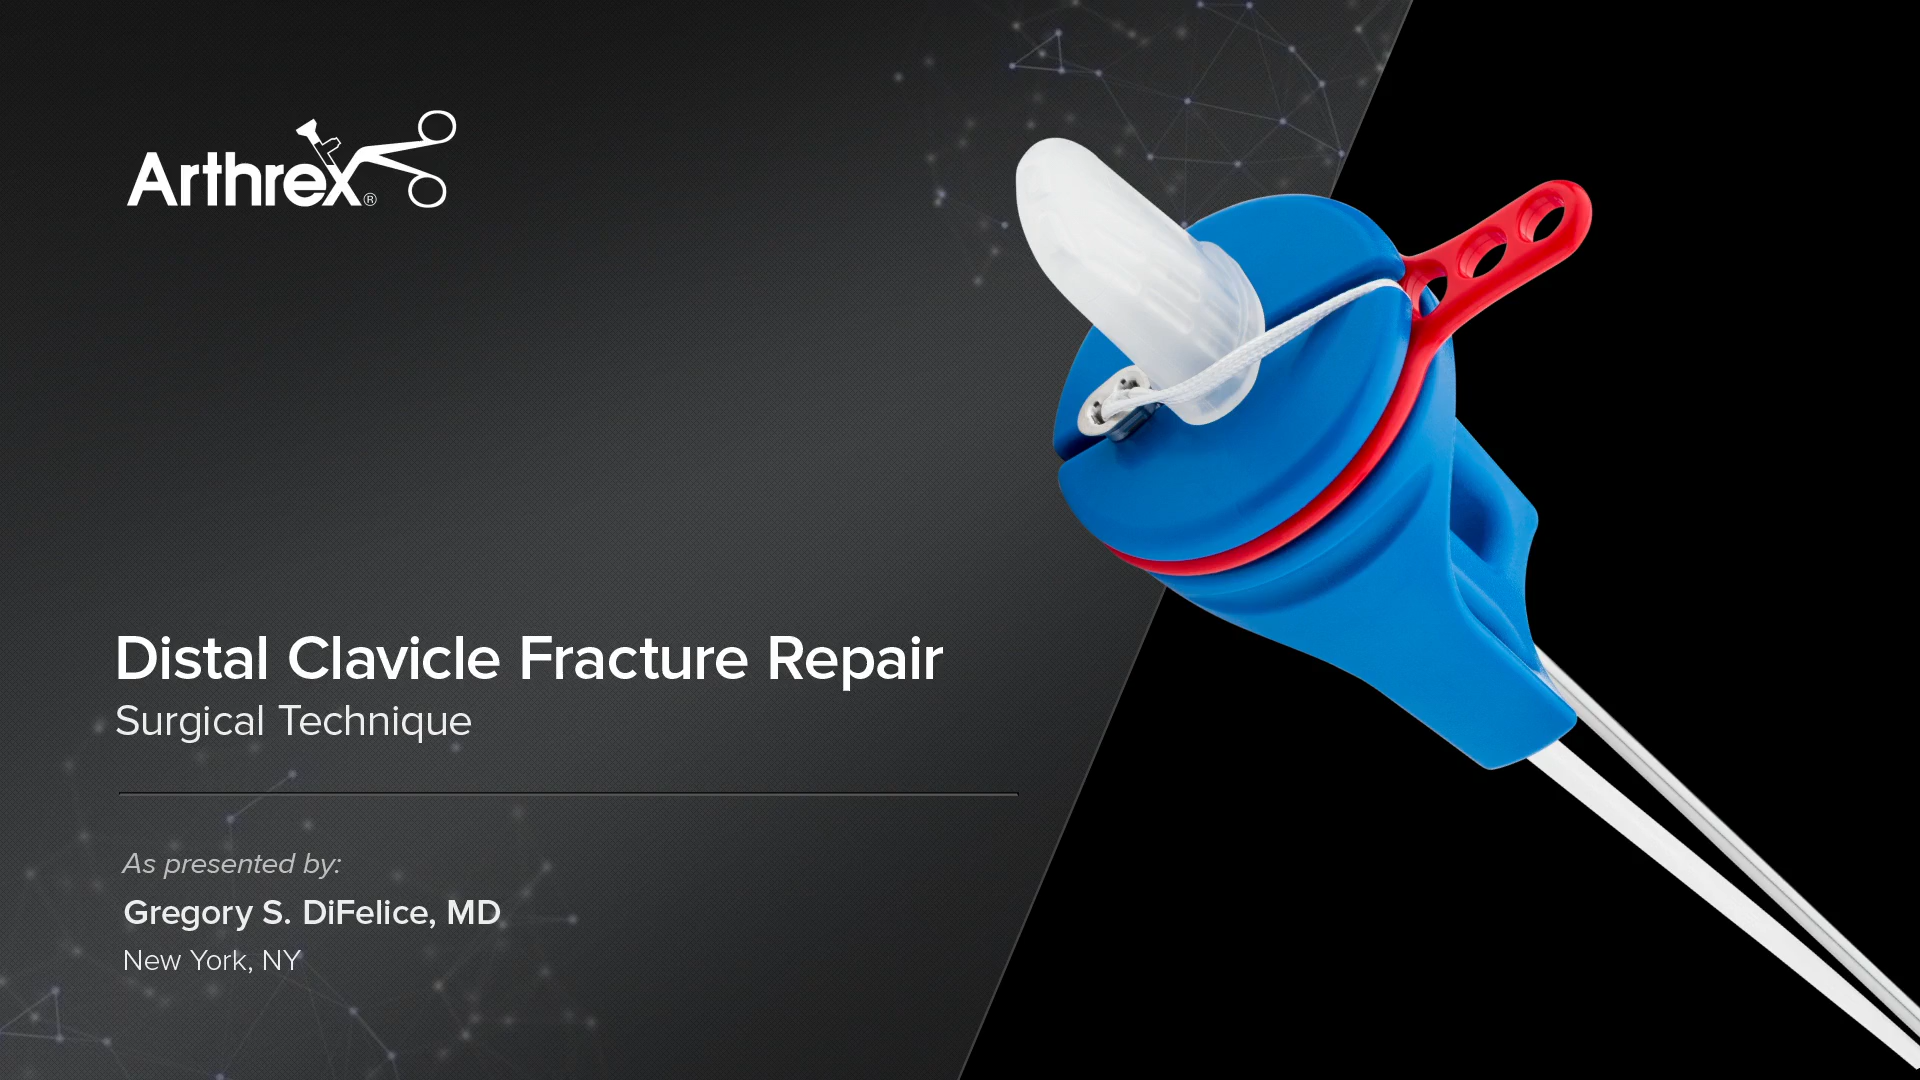 Arthrex®
Distal Clavicle Fracture Repair
Surgical Technique
As presented by:
Gregory S. DiFelice, MD
New York, NY